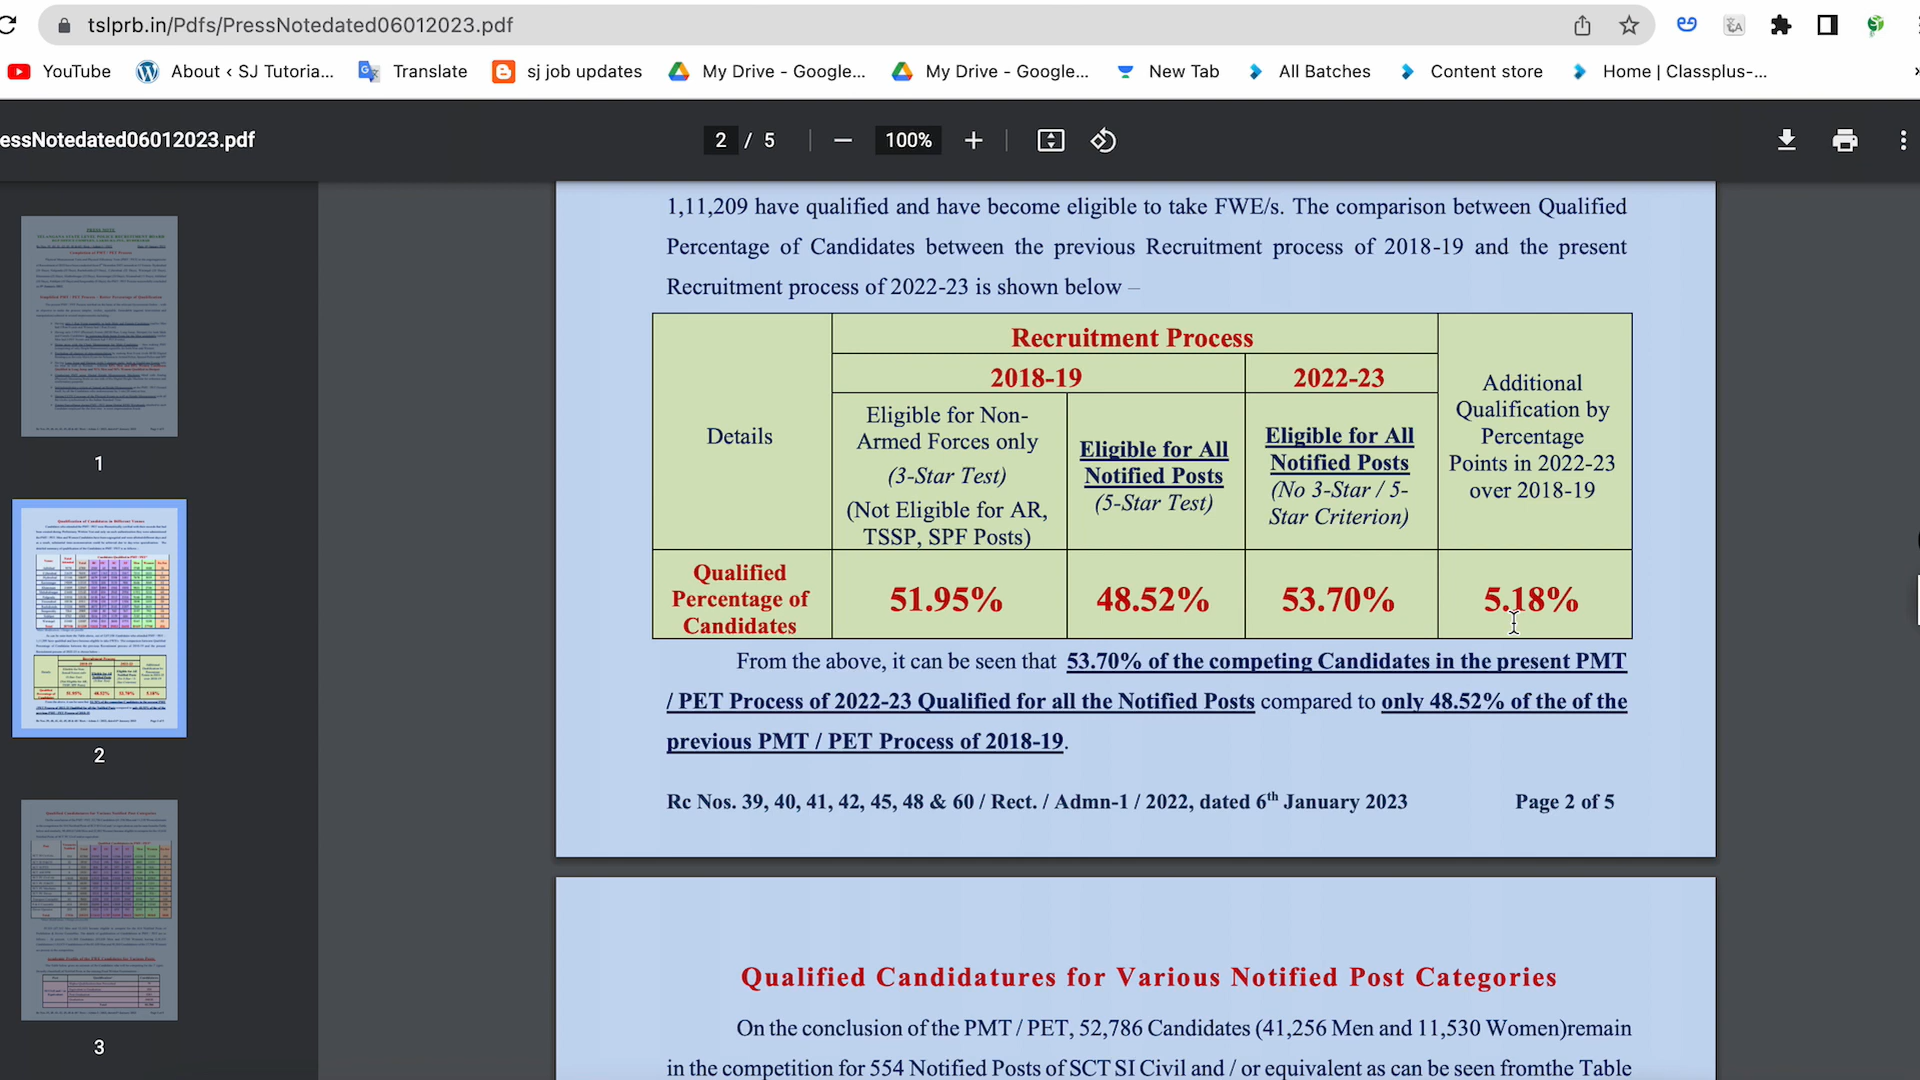 tslprb.in/Pdfs/PressNotedated06012023.pdf
YouTube
About ‹ SJ Tutoria...
Translate
sj job updates
My Drive - Google...
My Drive - Google...
New Tab
All Batches
Content store
Home | Classplus-...
essNotedated06012023.pdf
2 / 5
100%
1
2
3
1,11,209 have qualified and have become eligible to take FWE/s. The comparison between Qualified
Percentage of Candidates between the previous Recruitment process of 2018-19 and the present
Recruitment process of 2022-23 is shown below –
Details
Recruitment Process
2018-19
2022-23
Eligible for Non-
Armed Forces only
(3-Star Test)
(Not Eligible for AR,
TSSP, SPF Posts)
Eligible for All
Notified Posts
(5-Star Test)
Eligible for All
Notified Posts
(No 3-Star / 5-
Star Criterion)
Additional
Qualification by
Percentage
Points in 2022-23
over 2018-19
Qualified
Percentage of
Candidates
51.95%
48.52%
53.70%
5.18%
From the above, it can be seen that 53.70% of the competing Candidates in the present PMT
/ PET Process of 2022-23 Qualified for all the Notified Posts compared to only 48.52% of the of the
previous PMT / PET Process of 2018-19.
Rc Nos. 39, 40, 41, 42, 45, 48 & 60 / Rect. / Admn-1 / 2022, dated 6th January 2023
Page 2 of 5
Qualified Candidatures for Various Notified Post Categories
On the conclusion of the PMT / PET, 52,786 Candidates (41,256 Men and 11,530 Women)remain
in the competition for 554 Notified Posts of SCT SI Civil and / or equivalent as can be seen fromthe Table